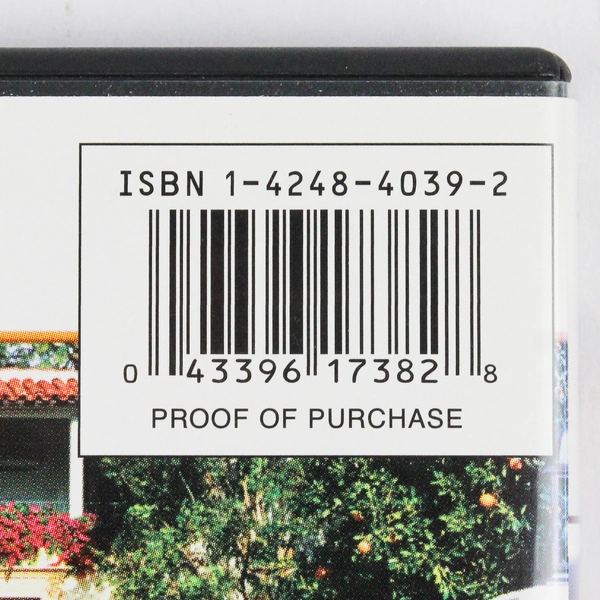 ISBN 1-4248-4039-2
0 43396 17382 8
PROOF OF PURCHASE